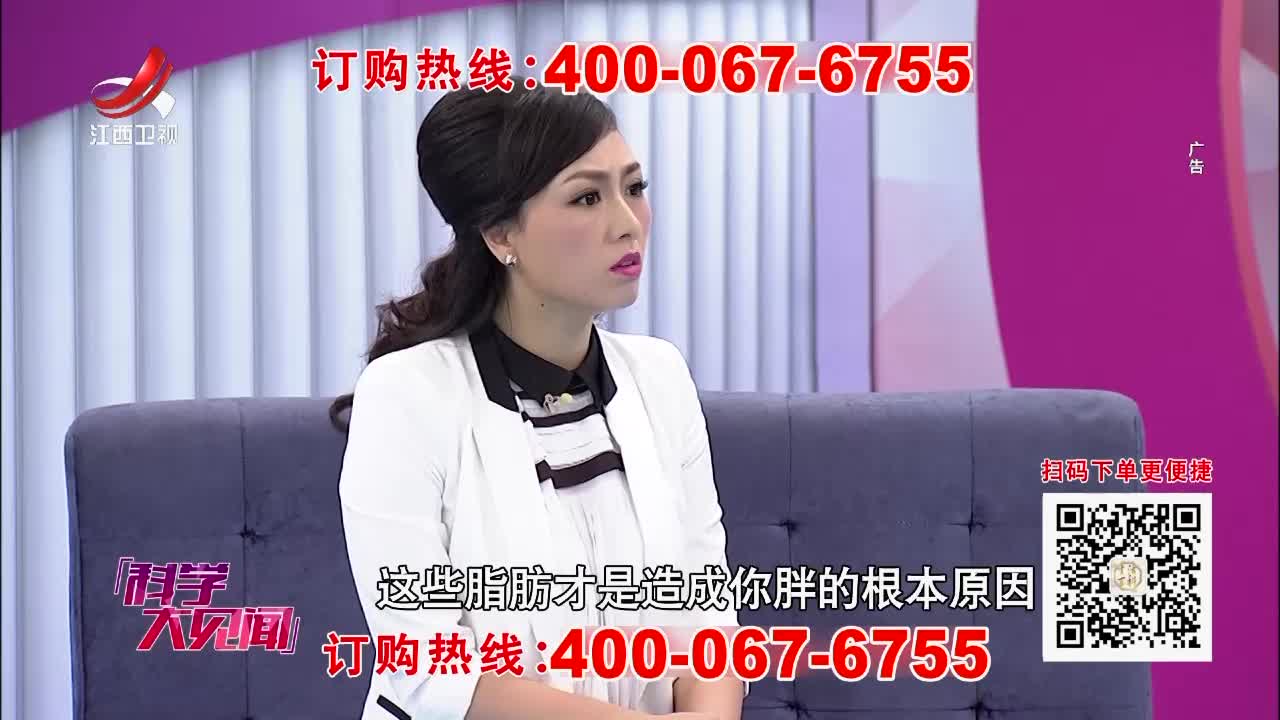 订购热线:400-067-6755
江西卫视
广告
扫码下单更便捷
「科学
大见闻」
这些脂肪才是造成你胖的根本原因
订购热线:400-067-6755